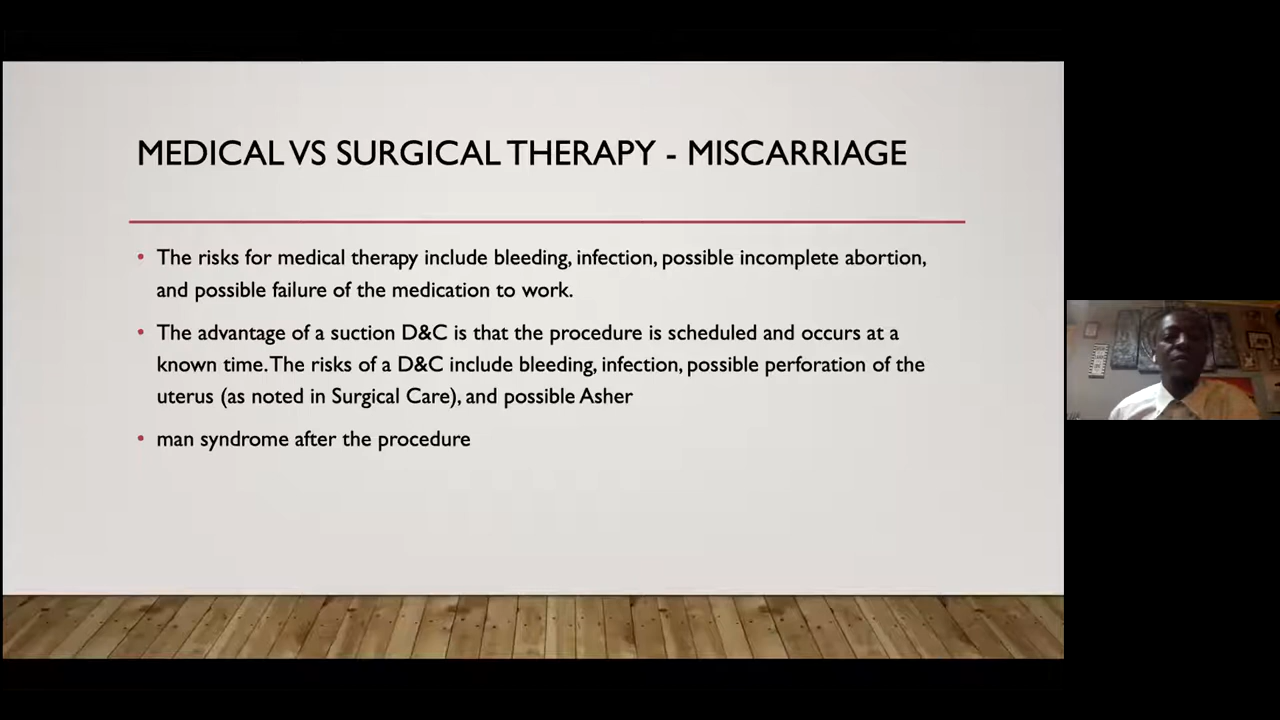 MEDICAL VS SURGICAL THERAPY - MISCARRIAGE
• The risks for medical therapy include bleeding, infection, possible incomplete abortion,
and possible failure of the medication to work.
• The advantage of a suction D&C is that the procedure is scheduled and occurs at a
known time. The risks of a D&C include bleeding, infection, possible perforation of the
uterus (as noted in Surgical Care), and possible Asher
• man syndrome after the procedure